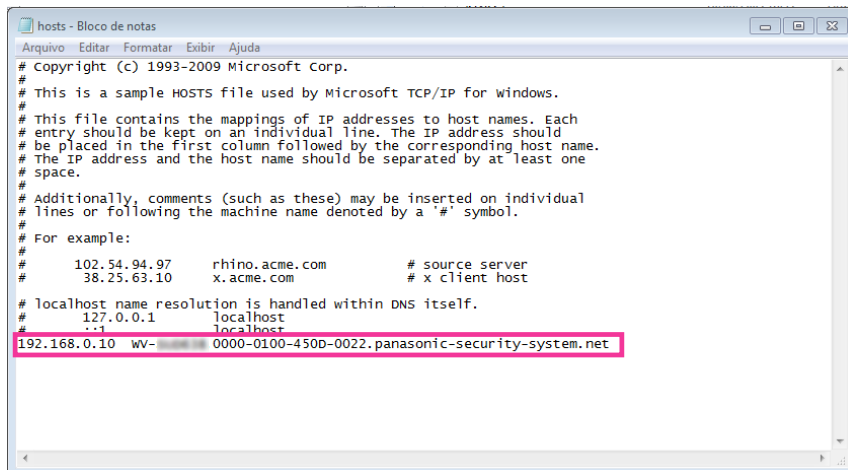 hosts - Bloco de notas
Arquivo Editar Formatar Exibir Ajuda
# Copyright (c) 1993-2009 Microsoft Corp.
#
# This is a sample HOSTS file used by Microsoft TCP/IP for Windows.
#
# This file contains the mappings of IP addresses to host names. Each
# entry should be kept on an individual line. The IP address should
# be placed in the first column followed by the corresponding host name.
# The IP address and the host name should be separated by at least one
# space.
#
# Additionally, comments (such as these) may be inserted on individual
# lines or following the machine name denoted by a '#' symbol.
#
# For example:
#
# 102.54.94.97 rhino.acme.com # source server
# 38.25.63.10 x.acme.com # x client host
# localhost name resolution is handled within DNS itself.
# 127.0.0.1 localhost
# ::1 localhost
192.168.0.10 WV- 0000-0100-450D-0022.panasonic-security-system.net